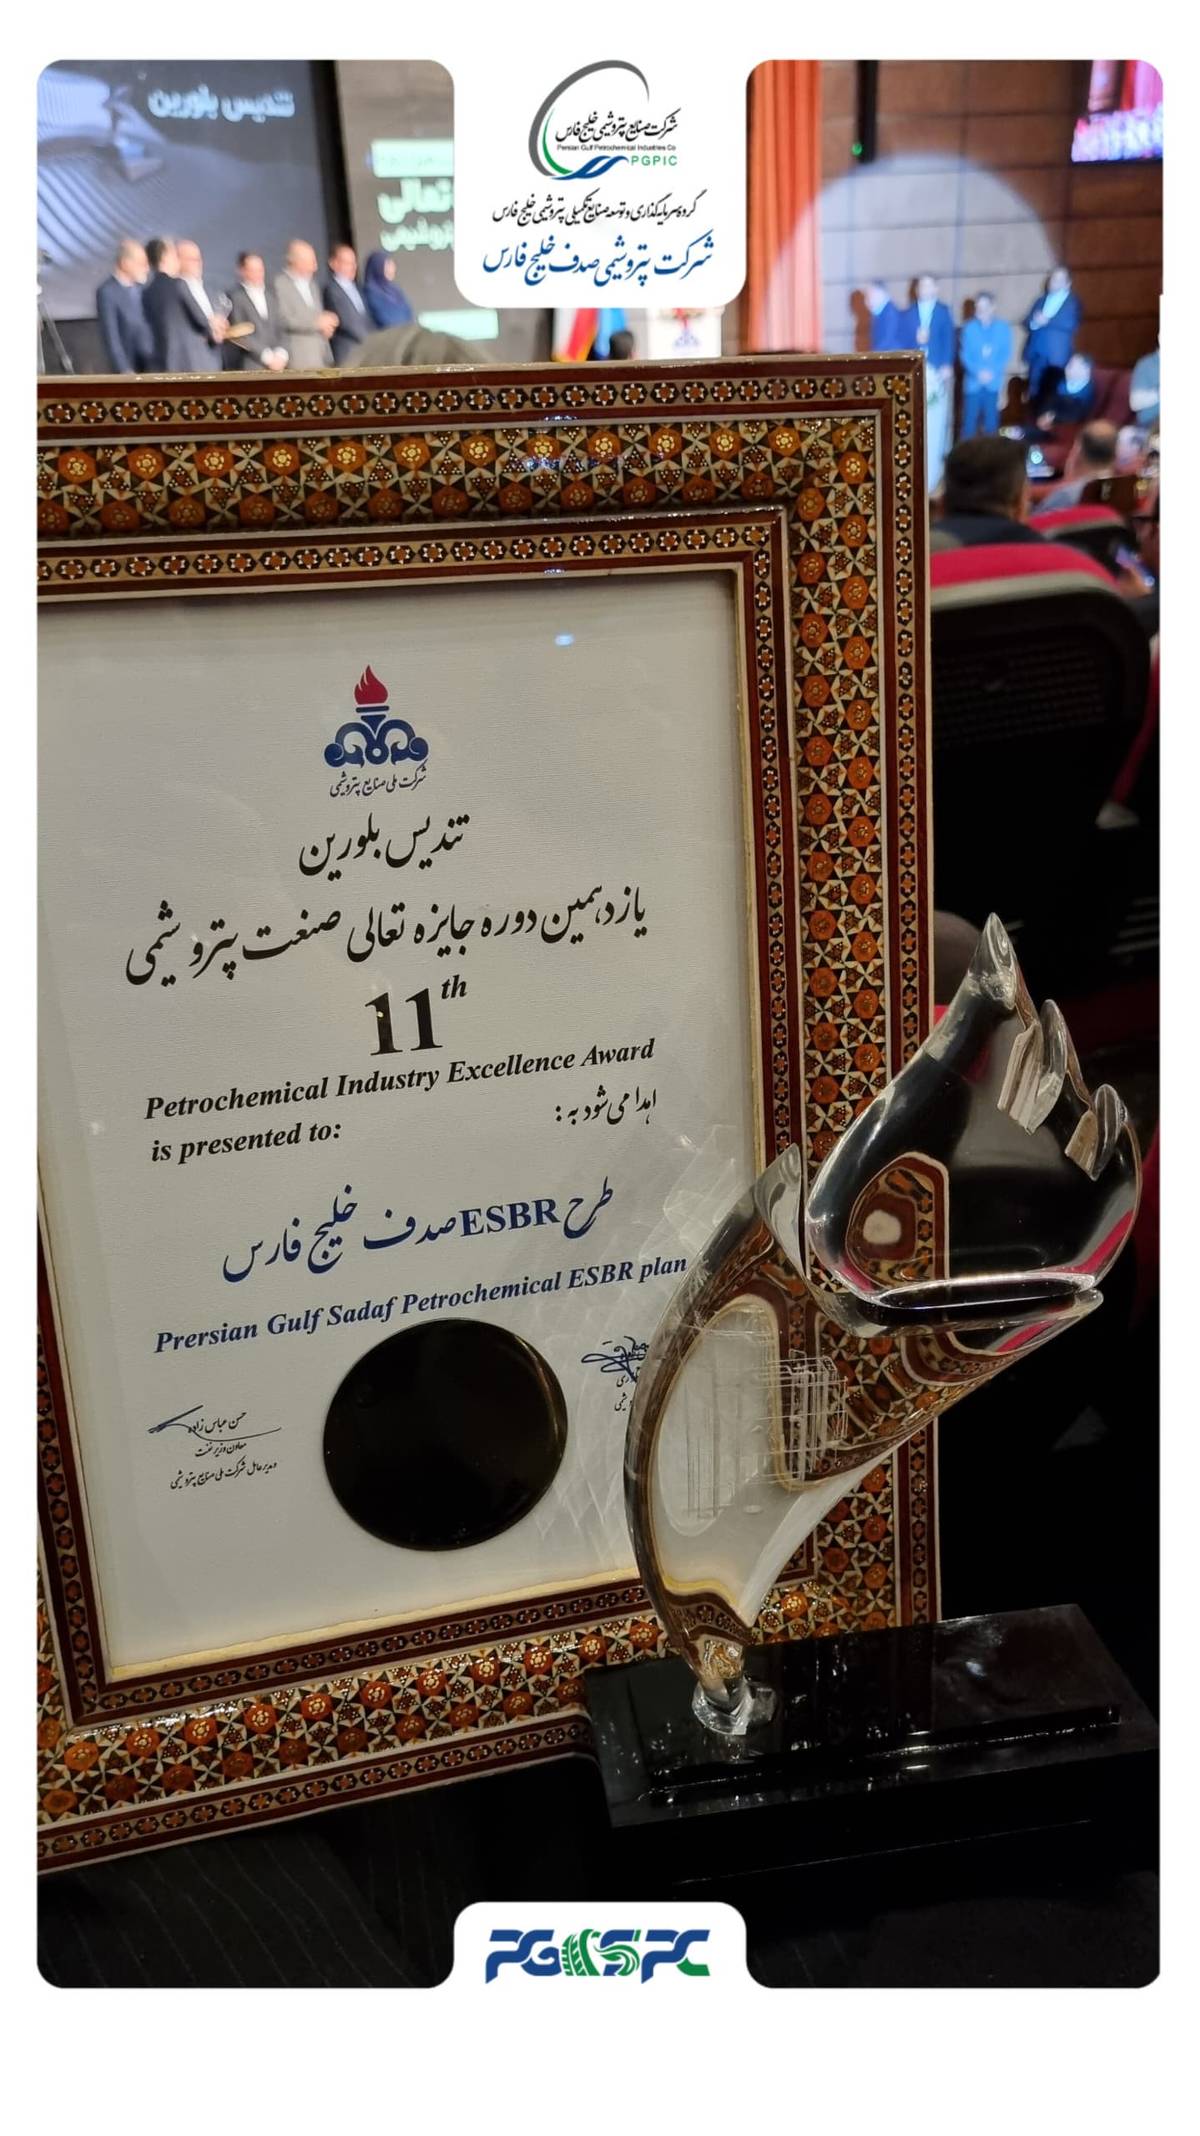 تندیس بلورین
تعالی
شرکت صنایع پتروشیمی خلیج فارس
Persian Gulf Petrochemical Industries Co
PGPIC
گروه سرمایه‌گذاری و توسعه صنایع تکمیلی پتروشیمی خلیج فارس
شرکت پتروشیمی صدف خلیج فارس
شرکت ملی صنایع پتروشیمی
تندیس بلورین
یازدهمین دوره جایزه تعالی صنعت پتروشیمی
11th
Petrochemical Industry Excellence Award
is presented to:
اهدا می‌شود به :
طرح ESBR صدف خلیج فارس
Prersian Gulf Sadaf Petrochemical ESBR plan
حسن عباس زاده
معاون وزیر نفت
و مدیر عامل شرکت ملی صنایع پتروشیمی
PGSPC